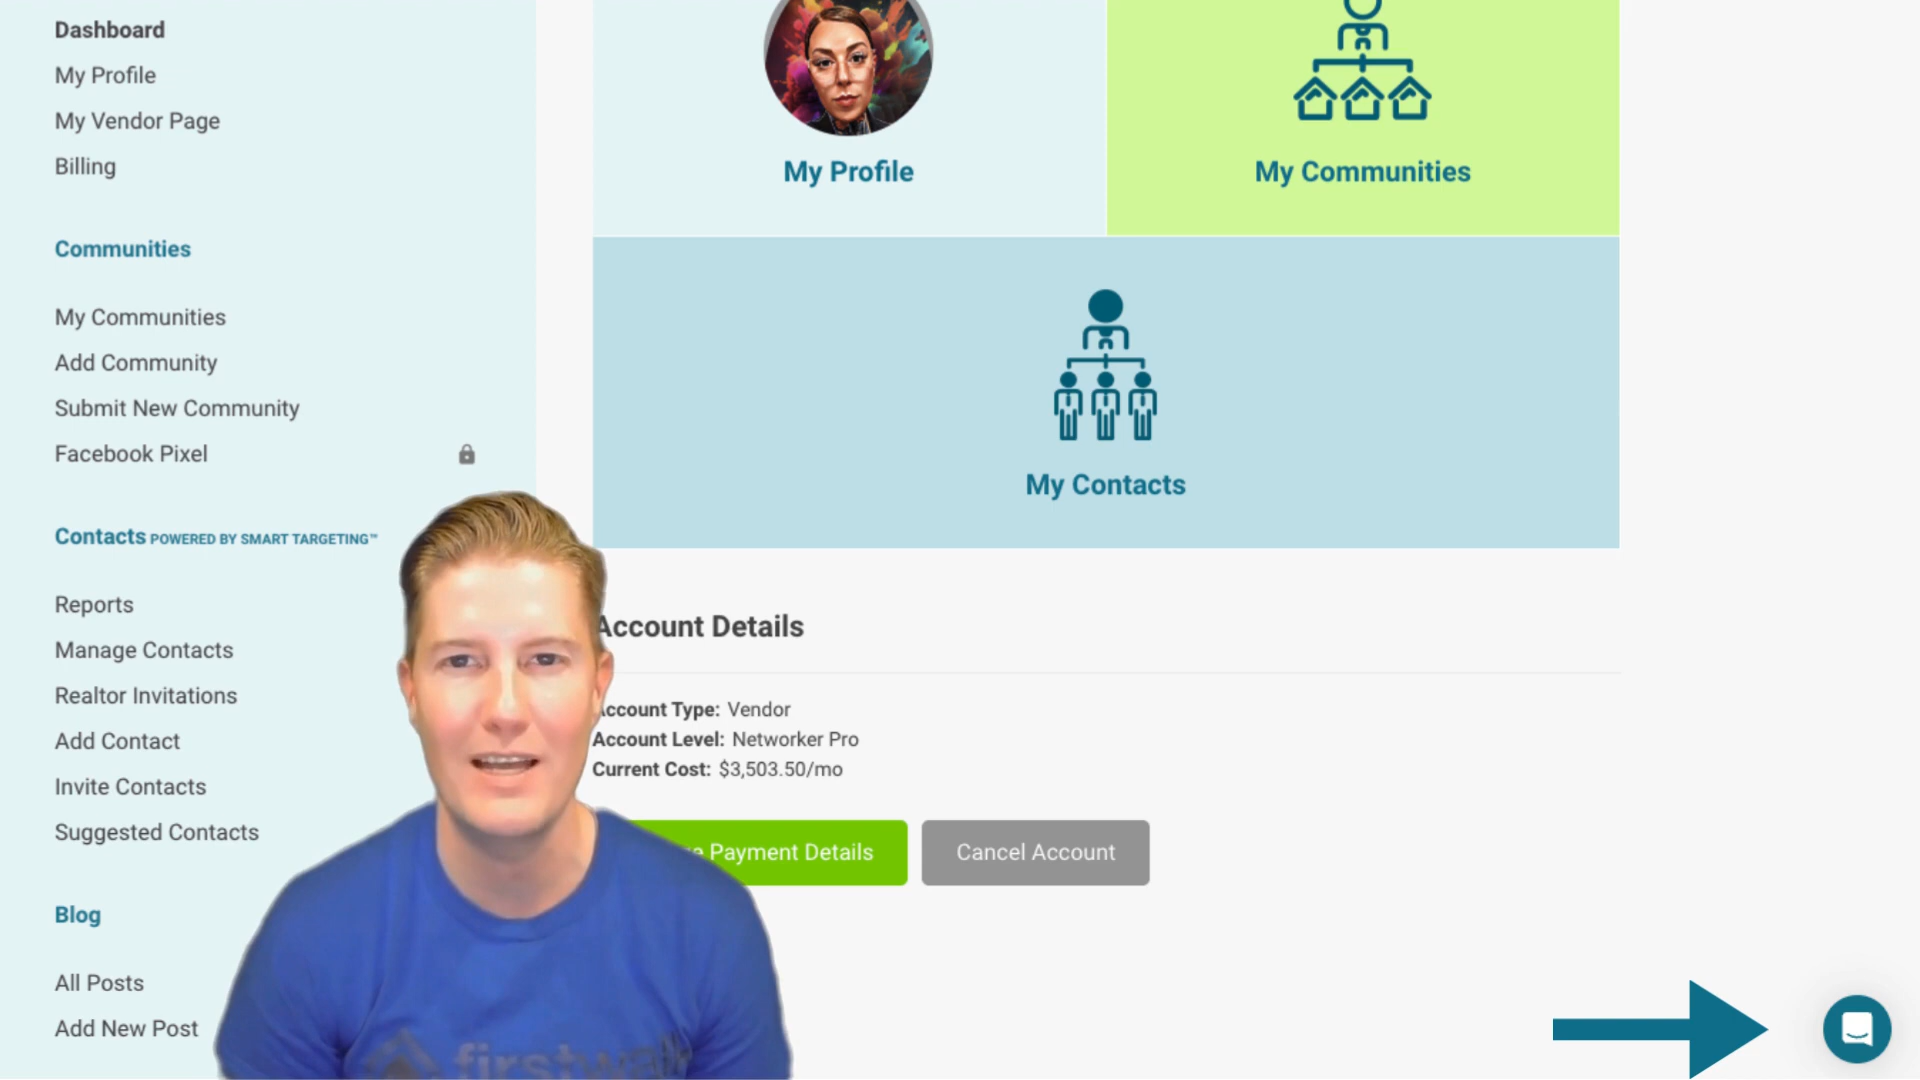 Dashboard
My Profile
My Vendor Page
Billing
Communities
My Communities
Add Community
Submit New Community
Facebook Pixel
Contacts POWERED BY SMART TARGETING™
Reports
Manage Contacts
Realtor Invitations
Add Contact
Invite Contacts
Suggested Contacts
Blog
All Posts
Add New Post
My Profile
My Communities
My Contacts
Account Details
Account Type: Vendor
Account Level: Networker Pro
Current Cost: $3,503.50/mo
Payment Details
Cancel Account